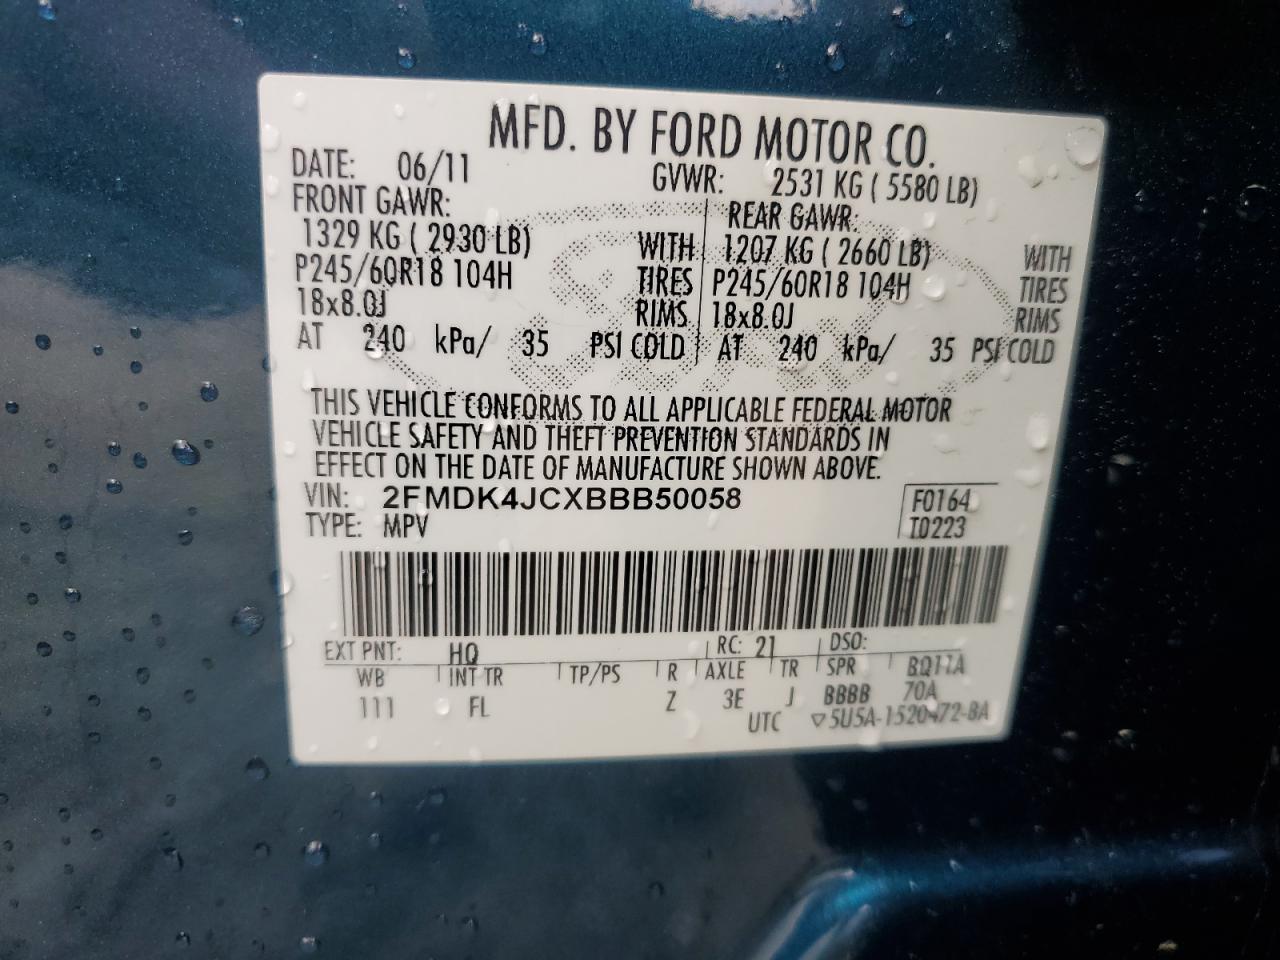 MFD. BY FORD MOTOR CO.
DATE: 06/11 GVWR: 2531 KG ( 5580 LB)
FRONT GAWR: REAR GAWR:
1329 KG ( 2930 LB) WITH 1207 KG ( 2660 LB) WITH
P245/60R18 104H TIRES P245/60R18 104H TIRES
18x8.0J RIMS 18x8.0J RIMS
AT 240 kPa/ 35 PSI COLD AT 240 kPa/ 35 PSI COLD
THIS VEHICLE CONFORMS TO ALL APPLICABLE FEDERAL MOTOR
VEHICLE SAFETY AND THEFT PREVENTION STANDARDS IN
EFFECT ON THE DATE OF MANUFACTURE SHOWN ABOVE.
VIN: 2FMDK4JCXBBB50058 F0164
TYPE: MPV T0223
EXT PNT: HQ RC: 21 DSO:
WB INT TR TP/PS R AXLE TR SPR BQ11A
111 FL Z 3E J BBBB 70A
UTC ▽5U5A-1520472-BA